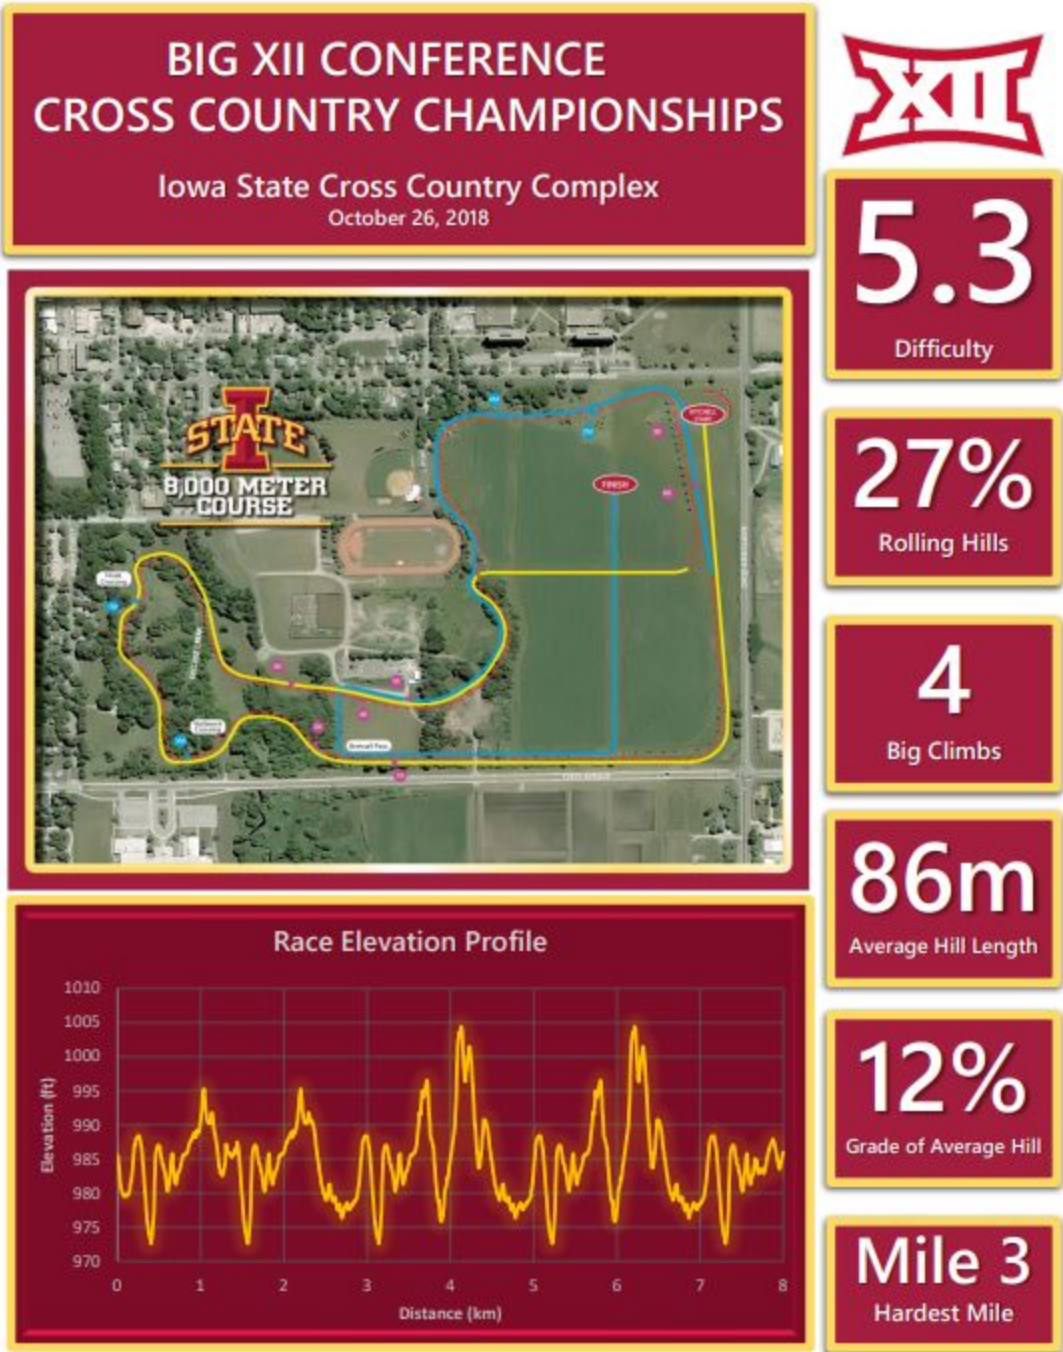 BIG XII CONFERENCE
CROSS COUNTRY CHAMPIONSHIPS
Iowa State Cross Country Complex
October 26, 2018
XII
5.3
Difficulty
27%
Rolling Hills
4
Big Climbs
86m
Average Hill Length
12%
Grade of Average Hill
Mile 3
Hardest Mile
I
STATE
8,000 METER
COURSE
FINISH
Race Elevation Profile
Elevation (ft)
1010
1005
1000
995
990
985
980
975
970
0 1 2 3 4 5 6 7 8
Distance (km)